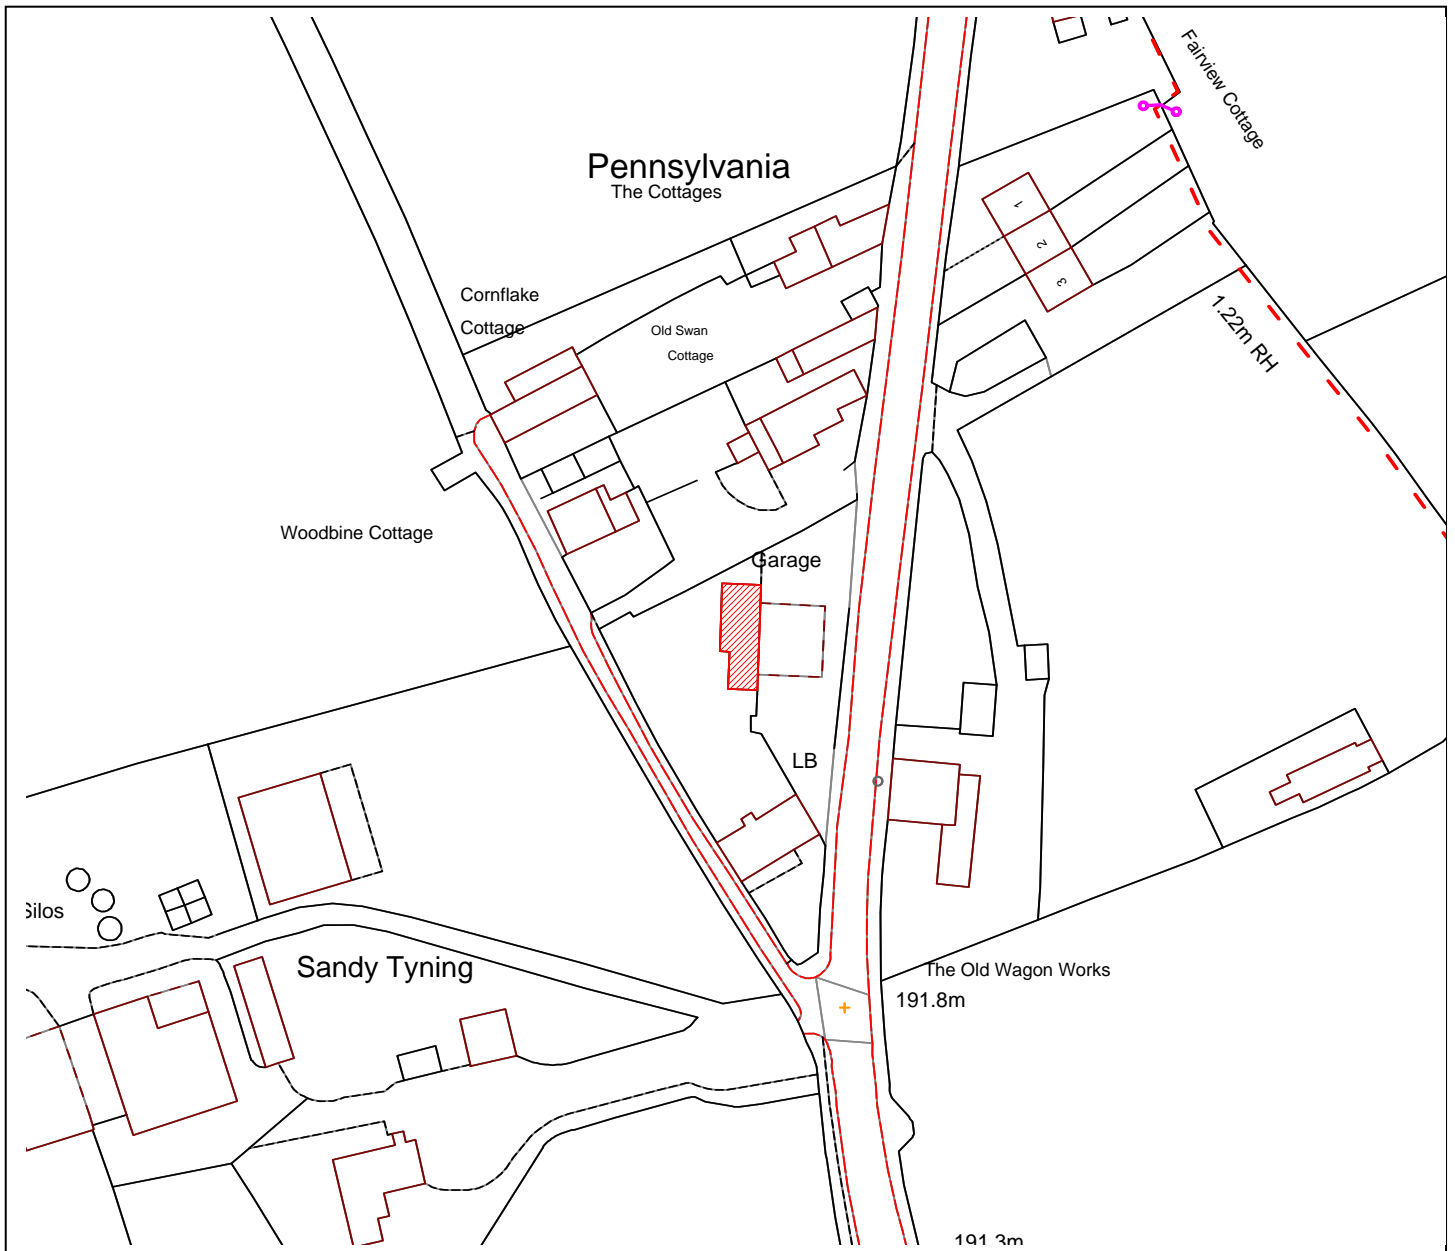 Fairview Cottage
Pennsylvania
The Cottages
1
2
3
Cornflake
Cottage
Old Swan
Cottage
1.22m RH
Woodbine Cottage
Garage
LB
Silos
Sandy Tyning
The Old Wagon Works
191.8m
191.3m